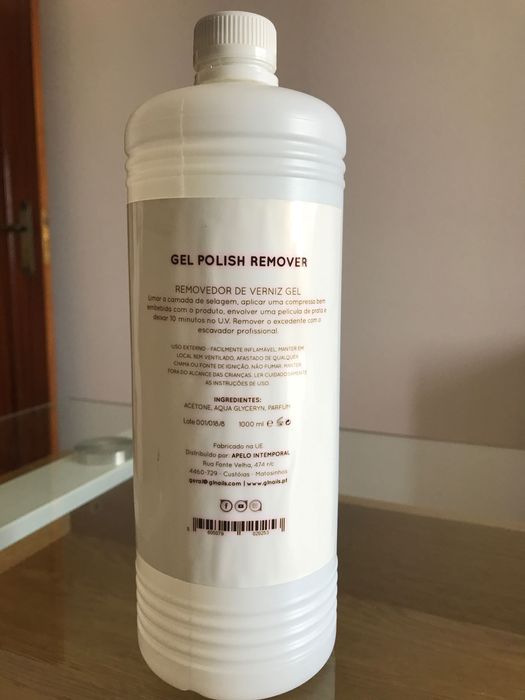 GEL POLISH REMOVER
REMOVEDOR DE VERNIZ GEL
Limar a camada de selagem, aplicar uma compressa bem
embebida com o produto, envolver uma película de prata e
deixar 10 minutos no U.V. Remover o excedente com o
escavador profissional.
USO EXTERNO - FACILMENTE INFLAMÁVEL. MANTER EM
LOCAL BEM VENTILADO, AFASTADO DE QUALQUER
CHAMA OU FONTE DE IGNIÇÃO. NÃO FUMAR. MANTER
FORA DO ALCANCE DAS CRIANÇAS. LER CUIDADOSAMENTE
AS INSTRUÇÕES DE USO.
INGREDIENTES:
ACETONE, AQUA GLYCERYN, PARFUM
Lote 001/018/8 1000 ml e
Fabricado na UE
Distribuído por: APELO INTEMPORAL
Rua Fonte Velha, 474 r/c
4460-729 - Custóias - Matosinhos
geral@glnails.com | www.glnails.pt